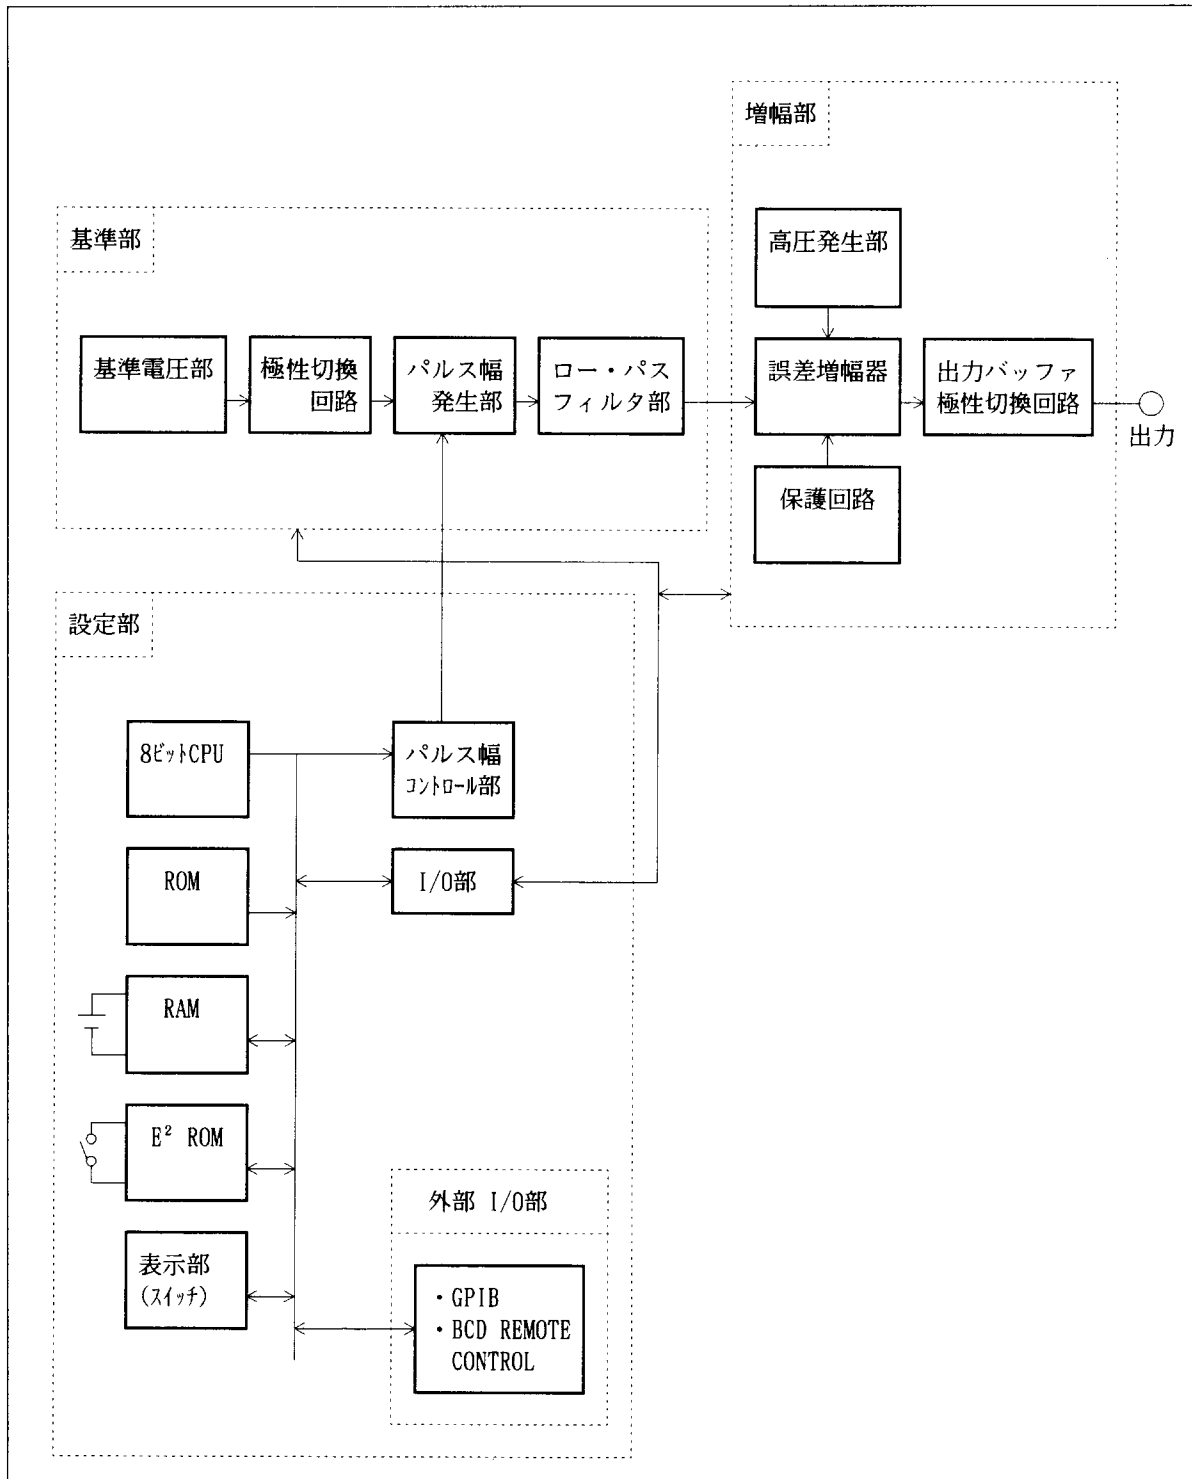 増幅部
基準部
高圧発生部
基準電圧部
極性切換
回路
パルス幅
発生部
ロー・パス
フィルタ部
誤差増幅器
出力バッファ
極性切換回路
出力
保護回路
設定部
8ビットCPU
パルス幅
コントロール部
ROM
I/O部
RAM
E² ROM
外部 I/O部
表示部
(スイッチ)
・GPIB
・BCD REMOTE
CONTROL